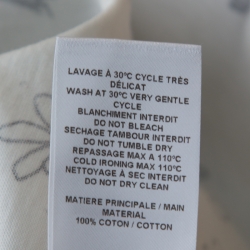 LAVAGE À 30°C CYCLE TRÈS
DÉLICAT
WASH AT 30°C VERY GENTLE
CYCLE
BLANCHIMENT INTERDIT
DO NOT BLEACH
SECHAGE TAMBOUR INTERDIT
DO NOT TUMBLE DRY
REPASSAGE MAX A 110°C
COLD IRONING MAX 110°C
NETTOYAGE À SEC INTERDIT
DO NOT DRY CLEAN
MATIERE PRINCIPALE / MAIN
MATERIAL
100% COTON / COTTON